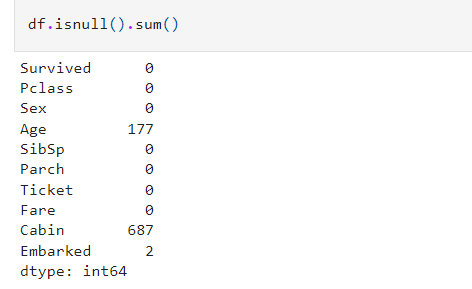 df.isnull().sum()
Survived 0
Pclass 0
Sex 0
Age 177
SibSp 0
Parch 0
Ticket 0
Fare 0
Cabin 687
Embarked 2
dtype: int64